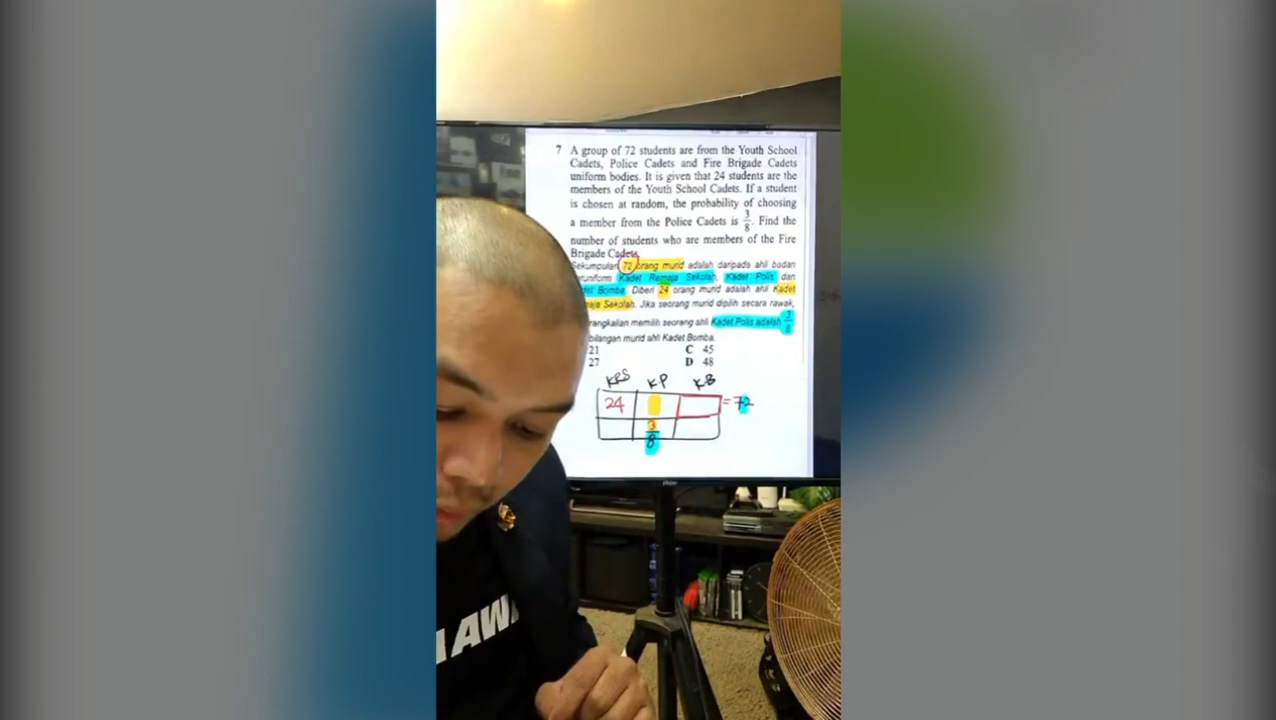 7 A group of 72 students are from the Youth School
Cadets, Police Cadets and Fire Brigade Cadets
uniform bodies. It is given that 24 students are the
members of the Youth School Cadets. If a student
is chosen at random, the probability of choosing
a member from the Police Cadets is 3/8. Find the
number of students who are members of the Fire
Brigade Cadets.
Sekumpulan 72 orang murid adalah daripada ahli badan
Kadet Remaja Sekolah, Kadet Polis dan
Bomba. Diberi 24 orang murid adalah ahli Kadet
Sekolah. Jika seorang murid dipilih secara rawak,
memilih seorang ahli Kadet Polis adalah 3/8
bilangan murid ahli Kadet Bomba.
21 C 45
27 D 48
KRS KP KB
24 = 72
3
8
LAW